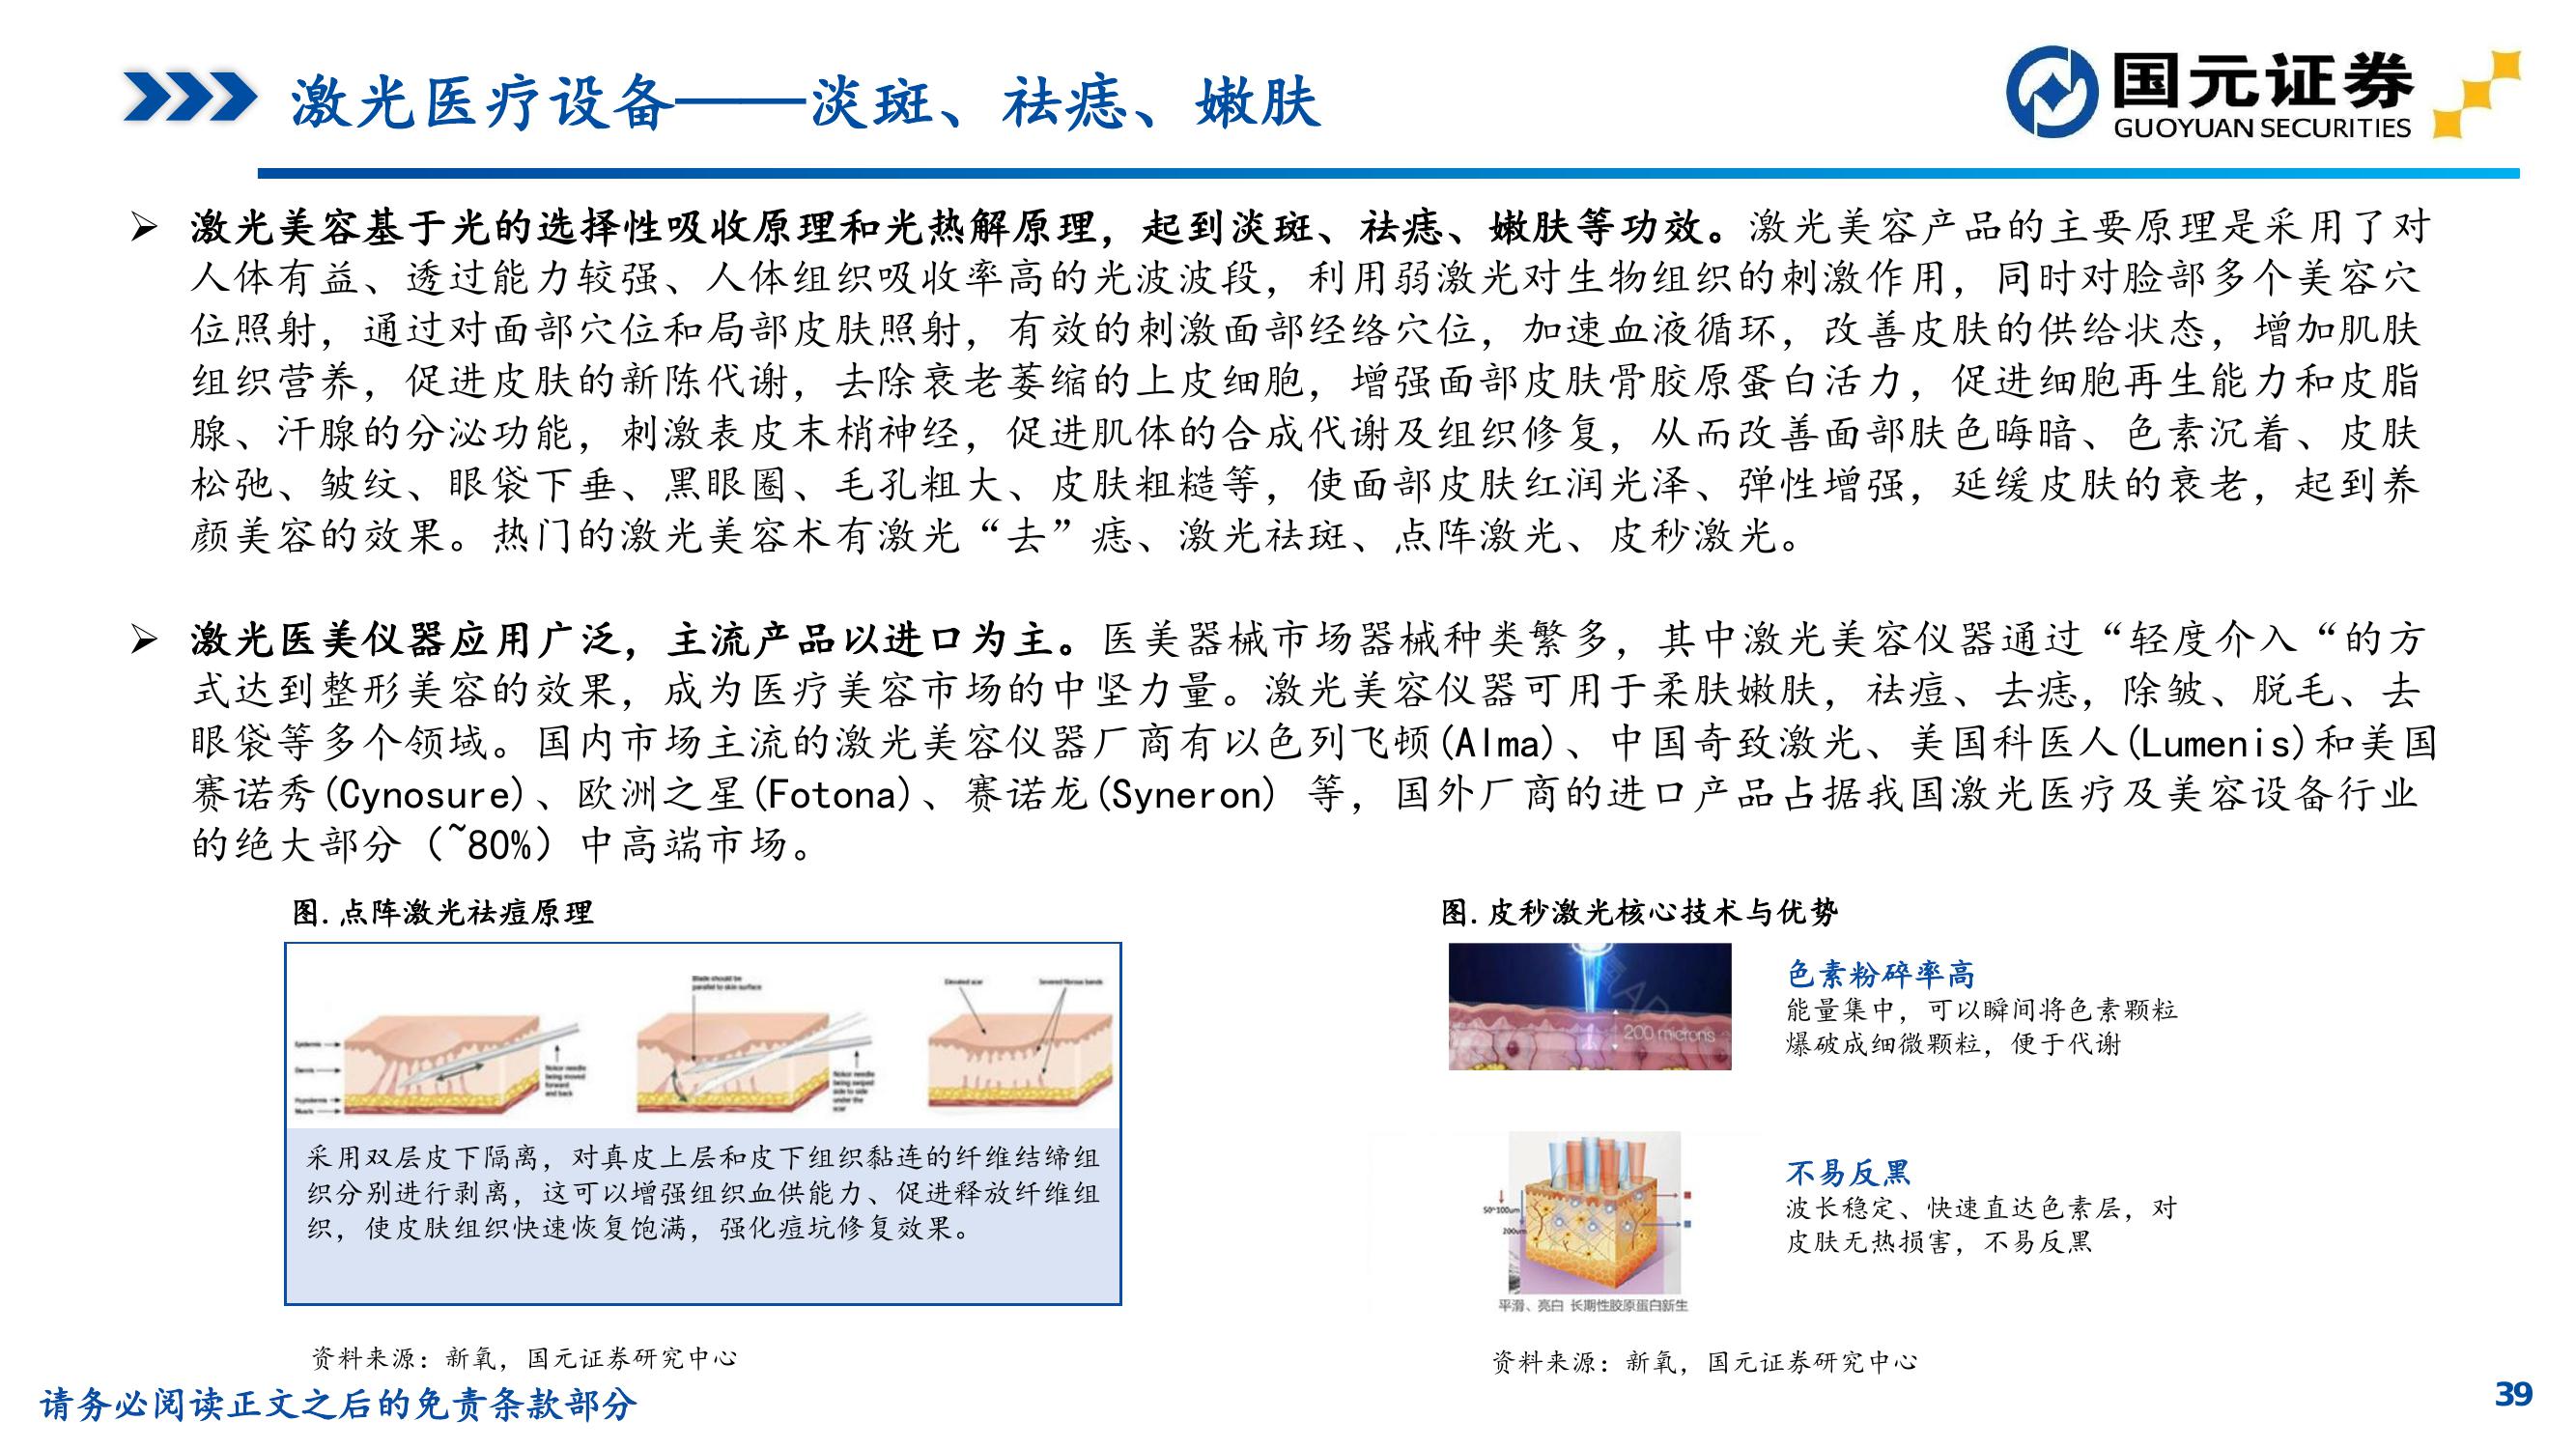 激光医疗设备——淡斑、祛痣、嫩肤
国元证券
GUOYUAN SECURITIES
激光美容基于光的选择性吸收原理和光热解原理，起到淡斑、祛痣、嫩肤等功效。激光美容产品的主要原理是采用了对
人体有益、透过能力较强、人体组织吸收率高的光波波段，利用弱激光对生物组织的刺激作用，同时对脸部多个美容穴
位照射，通过对面部穴位和局部皮肤照射，有效的刺激面部经络穴位，加速血液循环，改善皮肤的供给状态，增加肌肤
组织营养，促进皮肤的新陈代谢，去除衰老萎缩的上皮细胞，增强面部皮肤骨胶原蛋白活力，促进细胞再生能力和皮脂
腺、汗腺的分泌功能，刺激表皮末梢神经，促进肌体的合成代谢及组织修复，从而改善面部肤色晦暗、色素沉着、皮肤
松弛、皱纹、眼袋下垂、黑眼圈、毛孔粗大、皮肤粗糙等，使面部皮肤红润光泽、弹性增强，延缓皮肤的衰老，起到养
颜美容的效果。热门的激光美容术有激光“去”痣、激光祛斑、点阵激光、皮秒激光。
激光医美仪器应用广泛，主流产品以进口为主。医美器械市场器械种类繁多，其中激光美容仪器通过“轻度介入“的方
式达到整形美容的效果，成为医疗美容市场的中坚力量。激光美容仪器可用于柔肤嫩肤，祛痘、去痣，除皱、脱毛、去
眼袋等多个领域。国内市场主流的激光美容仪器厂商有以色列飞顿(Alma)、中国奇致激光、美国科医人(Lumenis)和美国
赛诺秀(Cynosure)、欧洲之星(Fotona)、赛诺龙(Syneron) 等，国外厂商的进口产品占据我国激光医疗及美容设备行业
的绝大部分（~80%）中高端市场。
图. 点阵激光祛痘原理
Blade should be
parallel to skin surface
Elevated scar
Severed fibrous bands
Epidermis
Dermis
Hypodermis
Muscle
Nokor needle
being moved
forward
and back
Nokor needle
being swiped
side to side
under the
scar
采用双层皮下隔离，对真皮上层和皮下组织黏连的纤维结缔组
织分别进行剥离，这可以增强组织血供能力、促进释放纤维组
织，使皮肤组织快速恢复饱满，强化痘坑修复效果。
资料来源：新氧，国元证券研究中心
图. 皮秒激光核心技术与优势
200 microns
色素粉碎率高
能量集中，可以瞬间将色素颗粒
爆破成细微颗粒，便于代谢
50~100um
200um
平滑、亮白 长期性胶原蛋白新生
不易反黑
波长稳定、快速直达色素层，对
皮肤无热损害，不易反黑
资料来源：新氧，国元证券研究中心
请务必阅读正文之后的免责条款部分
39